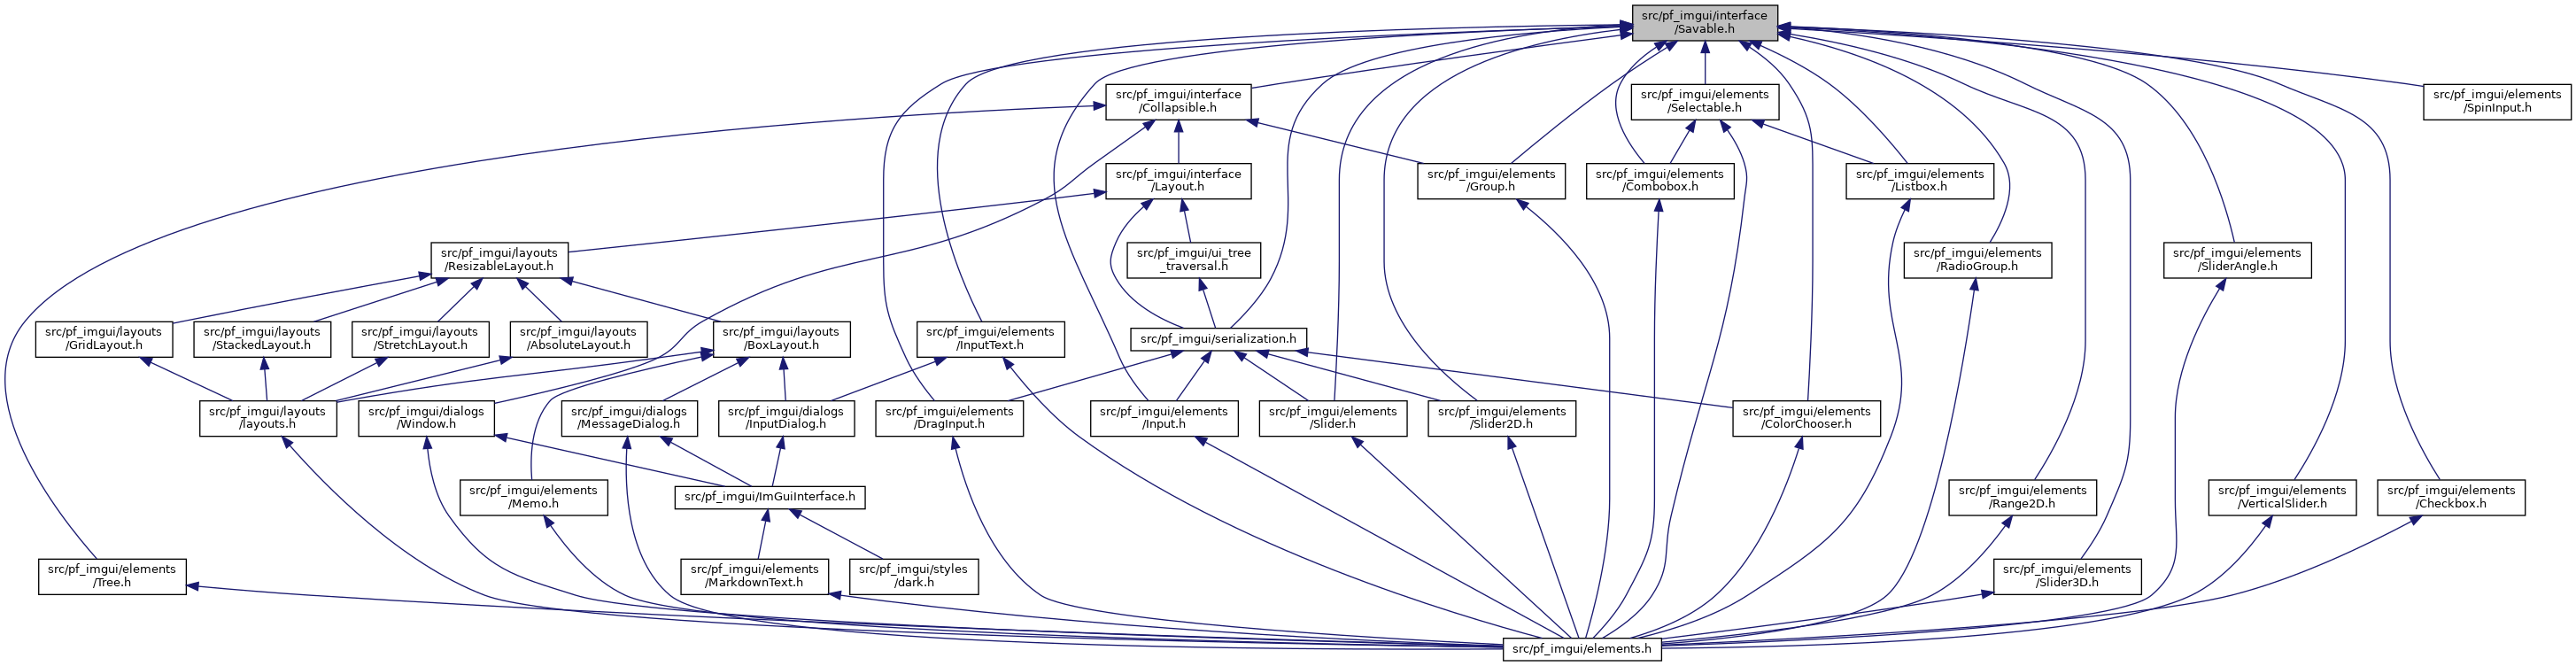 src/pf_imgui/interface
/Savable.h
src/pf_imgui/interface
/Collapsible.h
src/pf_imgui/elements
/Selectable.h
src/pf_imgui/elements
/SpinInput.h
src/pf_imgui/interface
/Layout.h
src/pf_imgui/elements
/Group.h
src/pf_imgui/elements
/Combobox.h
src/pf_imgui/elements
/Listbox.h
src/pf_imgui/layouts
/ResizableLayout.h
src/pf_imgui/ui_tree
_traversal.h
src/pf_imgui/elements
/RadioGroup.h
src/pf_imgui/elements
/SliderAngle.h
src/pf_imgui/layouts
/GridLayout.h
src/pf_imgui/layouts
/StackedLayout.h
src/pf_imgui/layouts
/StretchLayout.h
src/pf_imgui/layouts
/AbsoluteLayout.h
src/pf_imgui/layouts
/BoxLayout.h
src/pf_imgui/elements
/InputText.h
src/pf_imgui/serialization.h
src/pf_imgui/layouts
/layouts.h
src/pf_imgui/dialogs
/Window.h
src/pf_imgui/dialogs
/MessageDialog.h
src/pf_imgui/dialogs
/InputDialog.h
src/pf_imgui/elements
/DragInput.h
src/pf_imgui/elements
/Input.h
src/pf_imgui/elements
/Slider.h
src/pf_imgui/elements
/Slider2D.h
src/pf_imgui/elements
/ColorChooser.h
src/pf_imgui/elements
/Memo.h
src/pf_imgui/ImGuiInterface.h
src/pf_imgui/elements
/Range2D.h
src/pf_imgui/elements
/VerticalSlider.h
src/pf_imgui/elements
/Checkbox.h
src/pf_imgui/elements
/Tree.h
src/pf_imgui/elements
/MarkdownText.h
src/pf_imgui/styles
/dark.h
src/pf_imgui/elements
/Slider3D.h
src/pf_imgui/elements.h